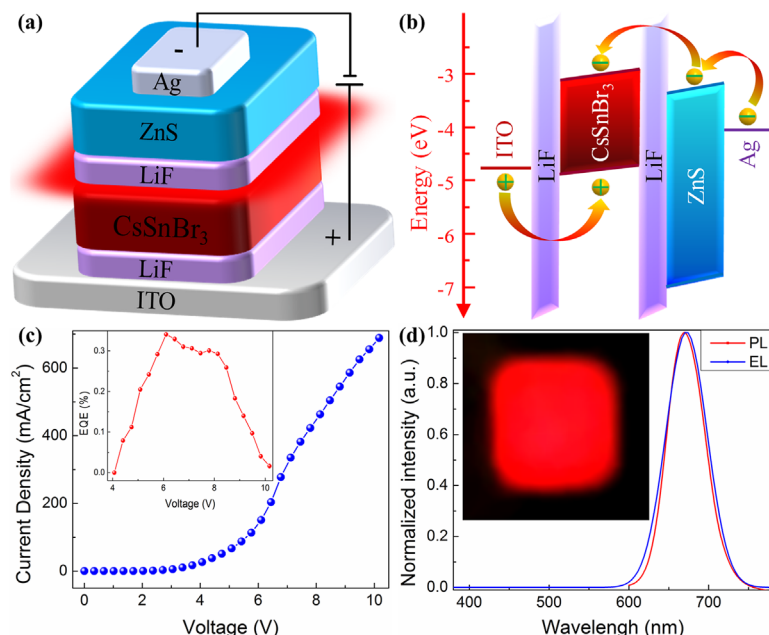 (a)
-
Ag
ZnS
LiF
CsSnBr3
LiF
ITO
+
(b)
Energy (eV)
-3
-4
-5
-6
-7
ITO
LiF
CsSnBr3
LiF
ZnS
Ag
(c)
Current Density (mA/cm²)
600
400
200
0
0 2 4 6 8 10
Voltage (V)
EQE (%)
0.3
0.2
0.1
0.0
4 5 6 7 8 9 10
Voltage (V)
(d)
PL
EL
Normalized intensity (a.u.)
1.0
0.8
0.6
0.4
0.2
0.0
400 500 600 700
Wavelengh (nm)